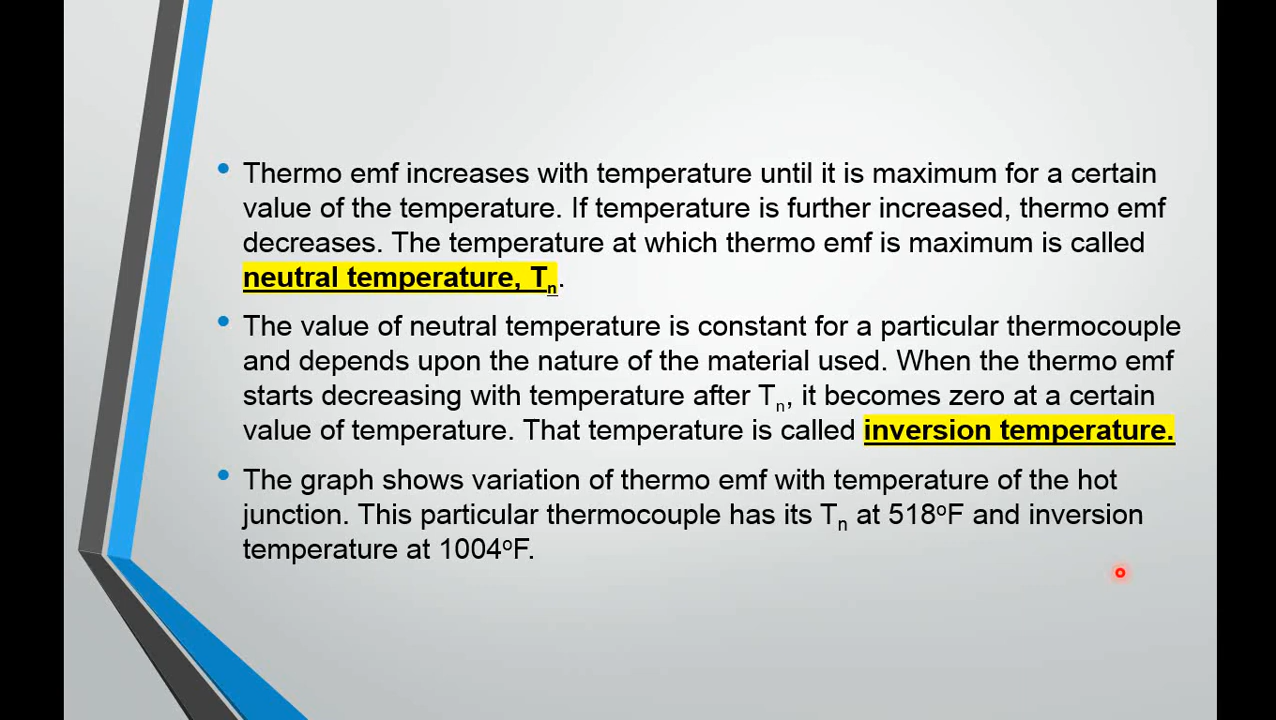 • Thermo emf increases with temperature until it is maximum for a certain
value of the temperature. If temperature is further increased, thermo emf
decreases. The temperature at which thermo emf is maximum is called
neutral temperature, Tn.
• The value of neutral temperature is constant for a particular thermocouple
and depends upon the nature of the material used. When the thermo emf
starts decreasing with temperature after Tn, it becomes zero at a certain
value of temperature. That temperature is called inversion temperature.
• The graph shows variation of thermo emf with temperature of the hot
junction. This particular thermocouple has its Tn at 518oF and inversion
temperature at 1004oF.